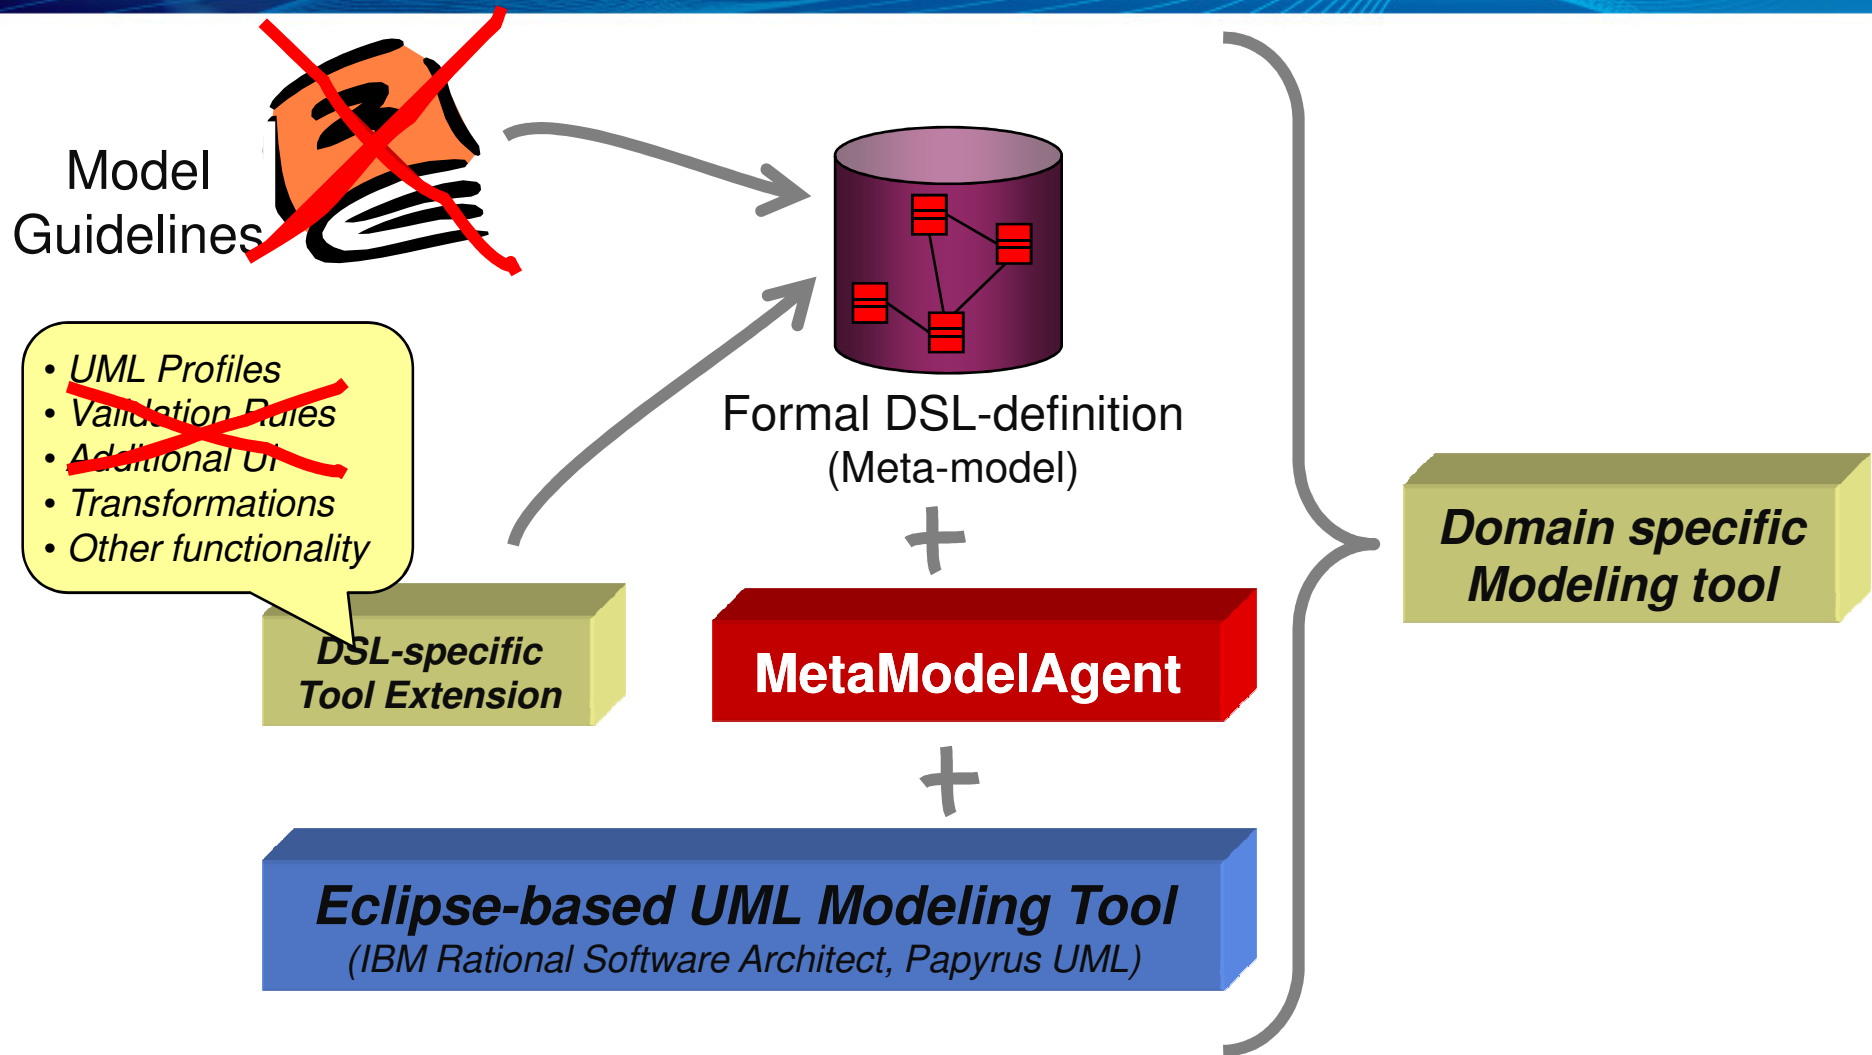 Model
Guidelines
• UML Profiles
• Validation Rules
• Additional UI
• Transformations
• Other functionality
DSL-specific
Tool Extension
Formal DSL-definition
(Meta-model)
+
MetaModelAgent
+
Eclipse-based UML Modeling Tool
(IBM Rational Software Architect, Papyrus UML)
Domain specific
Modeling tool